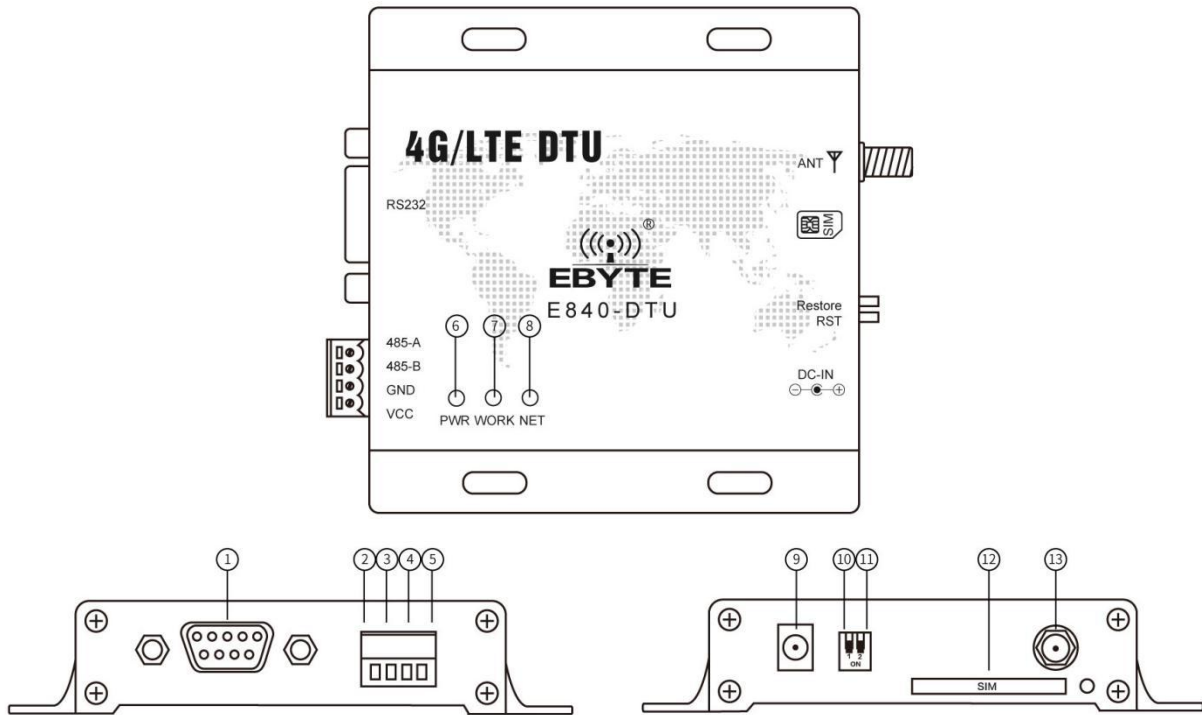 4G/LTE DTU
ANT
RS232
SIM
®
EBYTE
E840-DTU
Restore
RST
6 7 8
485-A
485-B
GND
VCC
DC-IN
PWR WORK NET
1 2 3 4 5
9 10 11 12 13
1 2
ON
SIM